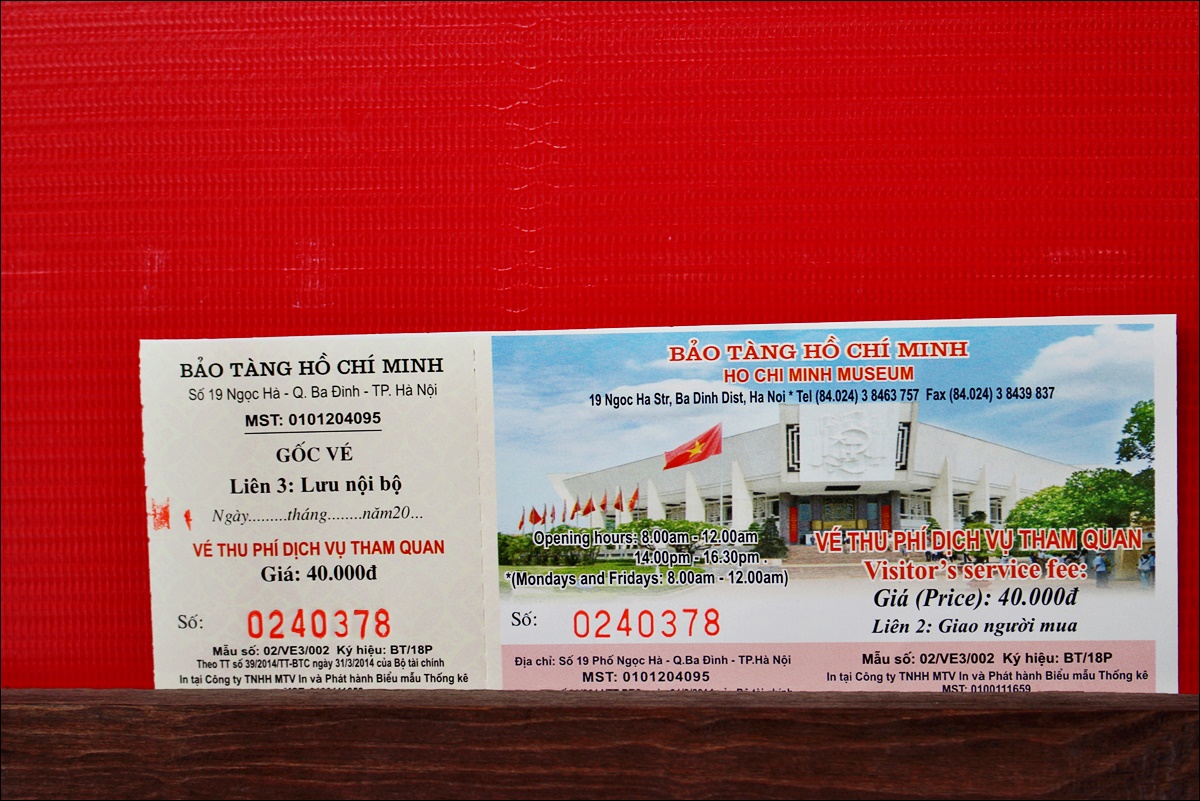 BẢO TÀNG HỒ CHÍ MINH
Số 19 Ngọc Hà - Q. Ba Đình - TP. Hà Nội
MST: 0101204095
GỐC VÉ
Liên 3: Lưu nội bộ
Ngày.........tháng........năm20...
VÉ THU PHÍ DỊCH VỤ THAM QUAN
Giá: 40.000đ
Số: 0240378
Mẫu số: 02/VE3/002 Ký hiệu: BT/18P
Theo TT số 39/2014/TT-BTC ngày 31/3/2014 của Bộ tài chính
In tại Công ty TNHH MTV In và Phát hành Biểu mẫu Thống kê
BẢO TÀNG HỒ CHÍ MINH
HO CHI MINH MUSEUM
19 Ngoc Ha Str, Ba Dinh Dist, Ha Noi * Tel (84.024) 3 8463 757 Fax (84.024) 3 8439 837
Opening hours: 8.00am - 12.00am
14.00pm - 16.30pm .
*(Mondays and Fridays: 8.00am - 12.00am)
VÉ THU PHÍ DỊCH VỤ THAM QUAN
Visitor's service fee:
Giá (Price): 40.000đ
Liên 2: Giao người mua
Số: 0240378
Địa chỉ: Số 19 Phố Ngọc Hà - Q.Ba Đình - TP.Hà Nội
MST: 0101204095
Mẫu số: 02/VE3/002 Ký hiệu: BT/18P
In tại Công ty TNHH MTV In và Phát hành Biểu mẫu Thống kê
MST: 0100111659